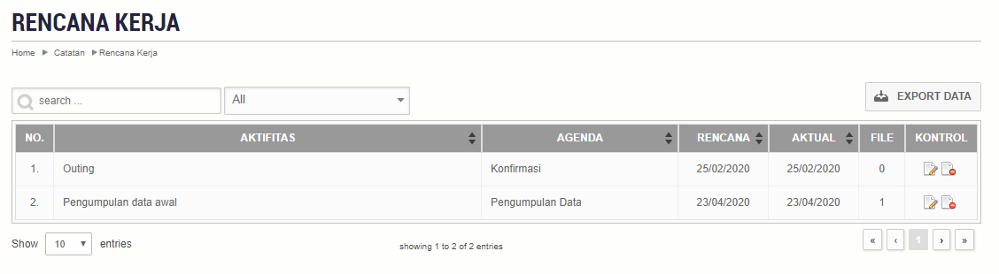 RENCANA KERJA
Home Catatan Rencana Kerja
search ... All EXPORT DATA
NO. AKTIFITAS AGENDA RENCANA AKTUAL FILE KONTROL
1. Outing Konfirmasi 25/02/2020 25/02/2020 0
2. Pengumpulan data awal Pengumpulan Data 23/04/2020 23/04/2020 1
Show 10 entries showing 1 to 2 of 2 entries « ‹ 1 › »